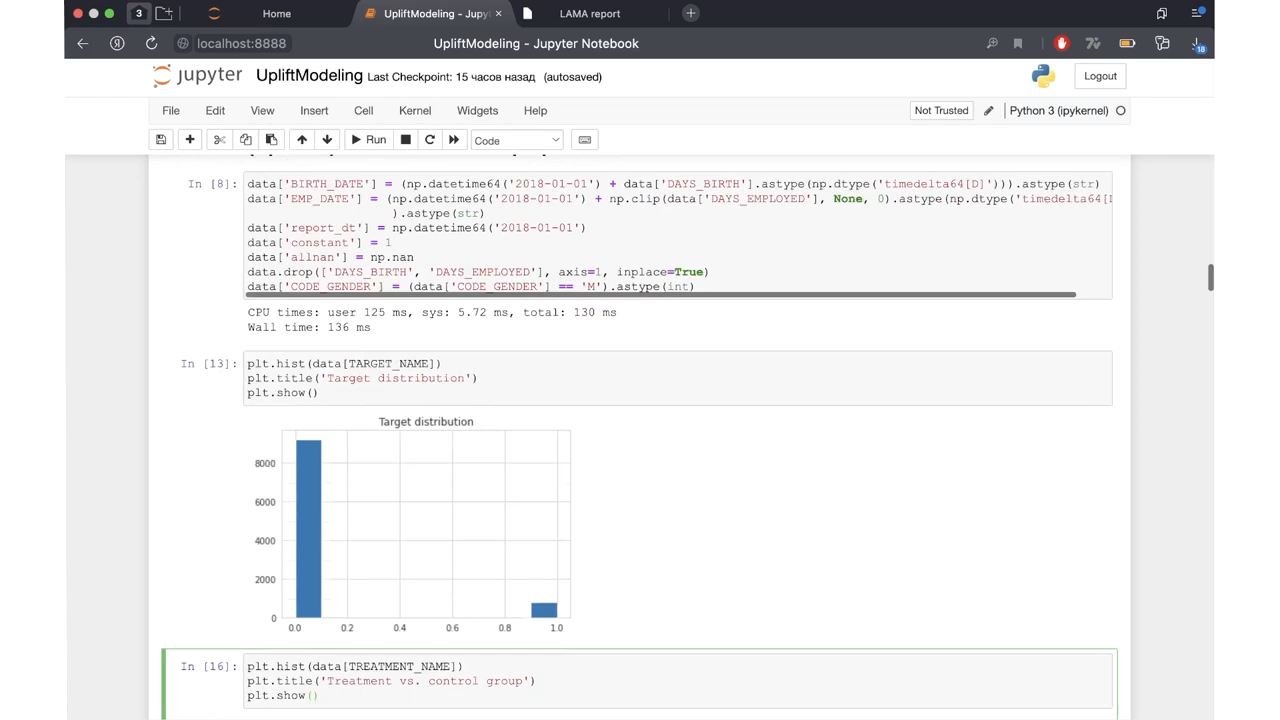 3
Home
UpliftModeling - Jupyt
LAMA report
localhost:8888
UpliftModeling - Jupyter Notebook
18
jupyter UpliftModeling Last Checkpoint: 15 часов назад (autosaved)
Logout
File Edit View Insert Cell Kernel Widgets Help
Not Trusted
Python 3 (ipykernel)
Run
Code
In [8]: data['BIRTH_DATE'] = (np.datetime64('2018-01-01') + data['DAYS_BIRTH'].astype(np.dtype('timedelta64[D]'))).astype(str)
data['EMP_DATE'] = (np.datetime64('2018-01-01') + np.clip(data['DAYS_EMPLOYED'], None, 0).astype(np.dtype('timedelta64[D
).astype(str)
data['report_dt'] = np.datetime64('2018-01-01')
data['constant'] = 1
data['allnan'] = np.nan
data.drop(['DAYS_BIRTH', 'DAYS_EMPLOYED'], axis=1, inplace=True)
data['CODE_GENDER'] = (data['CODE_GENDER'] == 'M').astype(int)
CPU times: user 125 ms, sys: 5.72 ms, total: 130 ms
Wall time: 136 ms
In [13]: plt.hist(data[TARGET_NAME])
plt.title('Target distribution')
plt.show()
Target distribution
8000
6000
4000
2000
0
0.0 0.2 0.4 0.6 0.8 1.0
In [16]: plt.hist(data[TREATMENT_NAME])
plt.title('Treatment vs. control group')
plt.show()